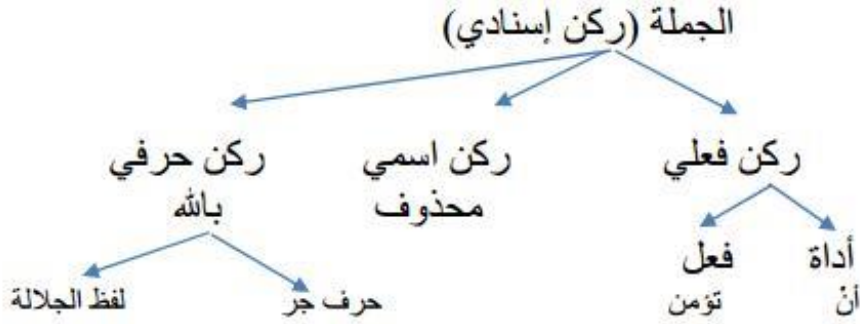 الجملة (ركن إسنادي)
ركن فعلي ركن اسمي ركن حرفي
محذوف بالله
أداة فعل
أنْ تؤمن حرف جر لفظ الجلالة